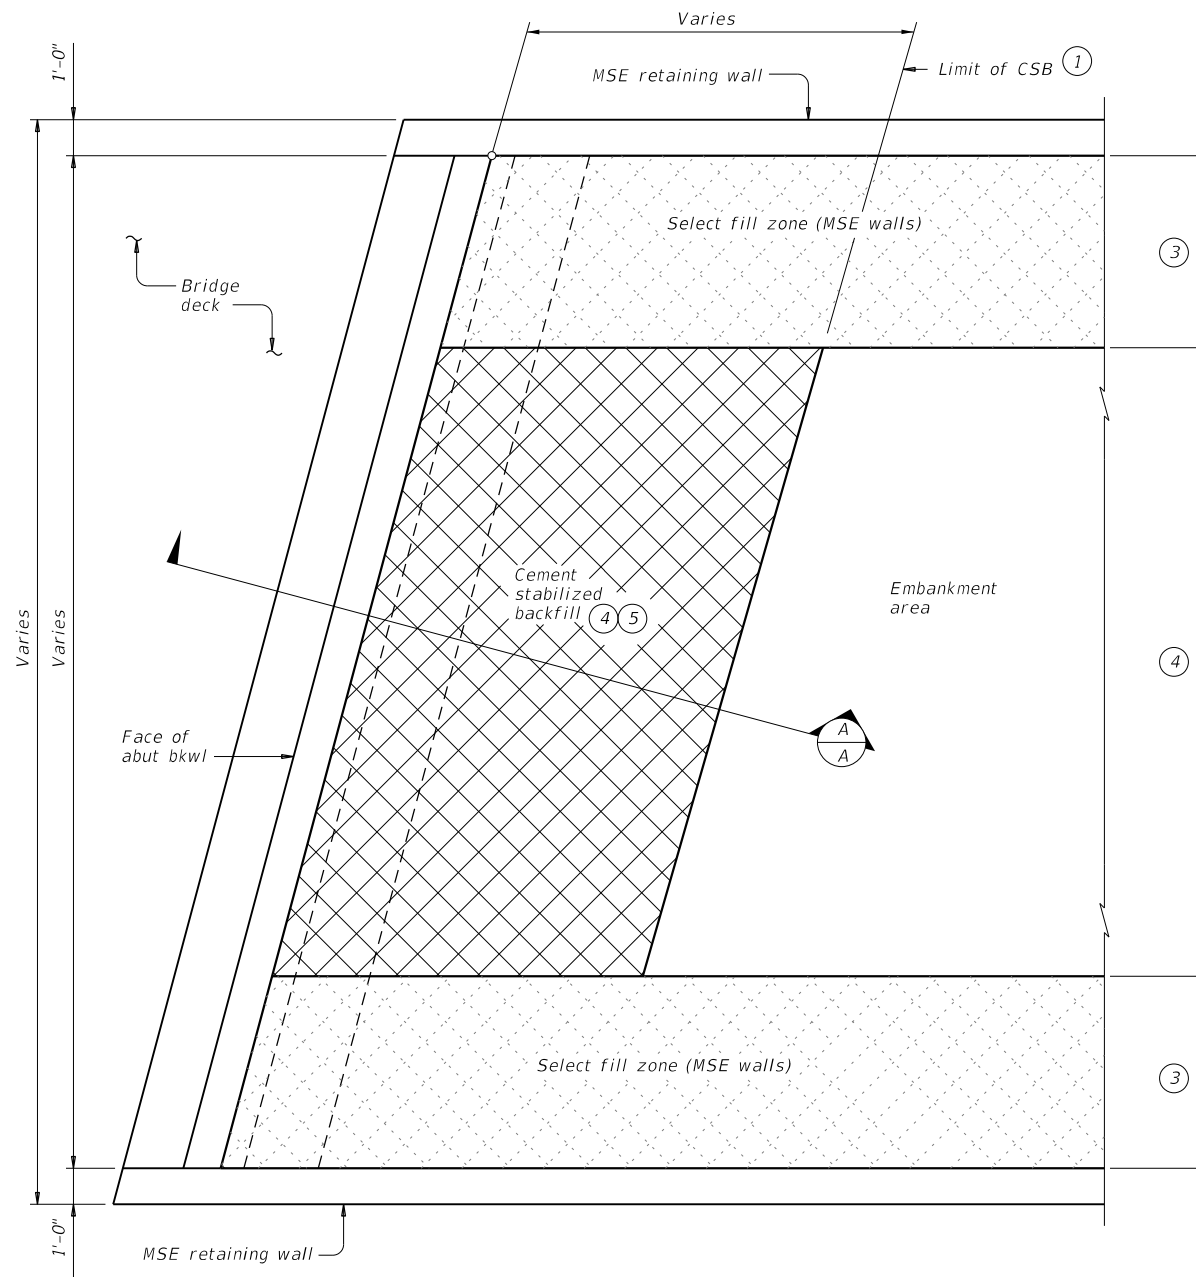 Varies
1'-0"
MSE retaining wall
Limit of CSB 1
Select fill zone (MSE walls)
3
Bridge
deck
Cement
stabilized
backfill 4 5
Embankment
area
Varies
Varies
4
Face of
abut bkwl
A
A
Select fill zone (MSE walls)
3
1'-0"
MSE retaining wall